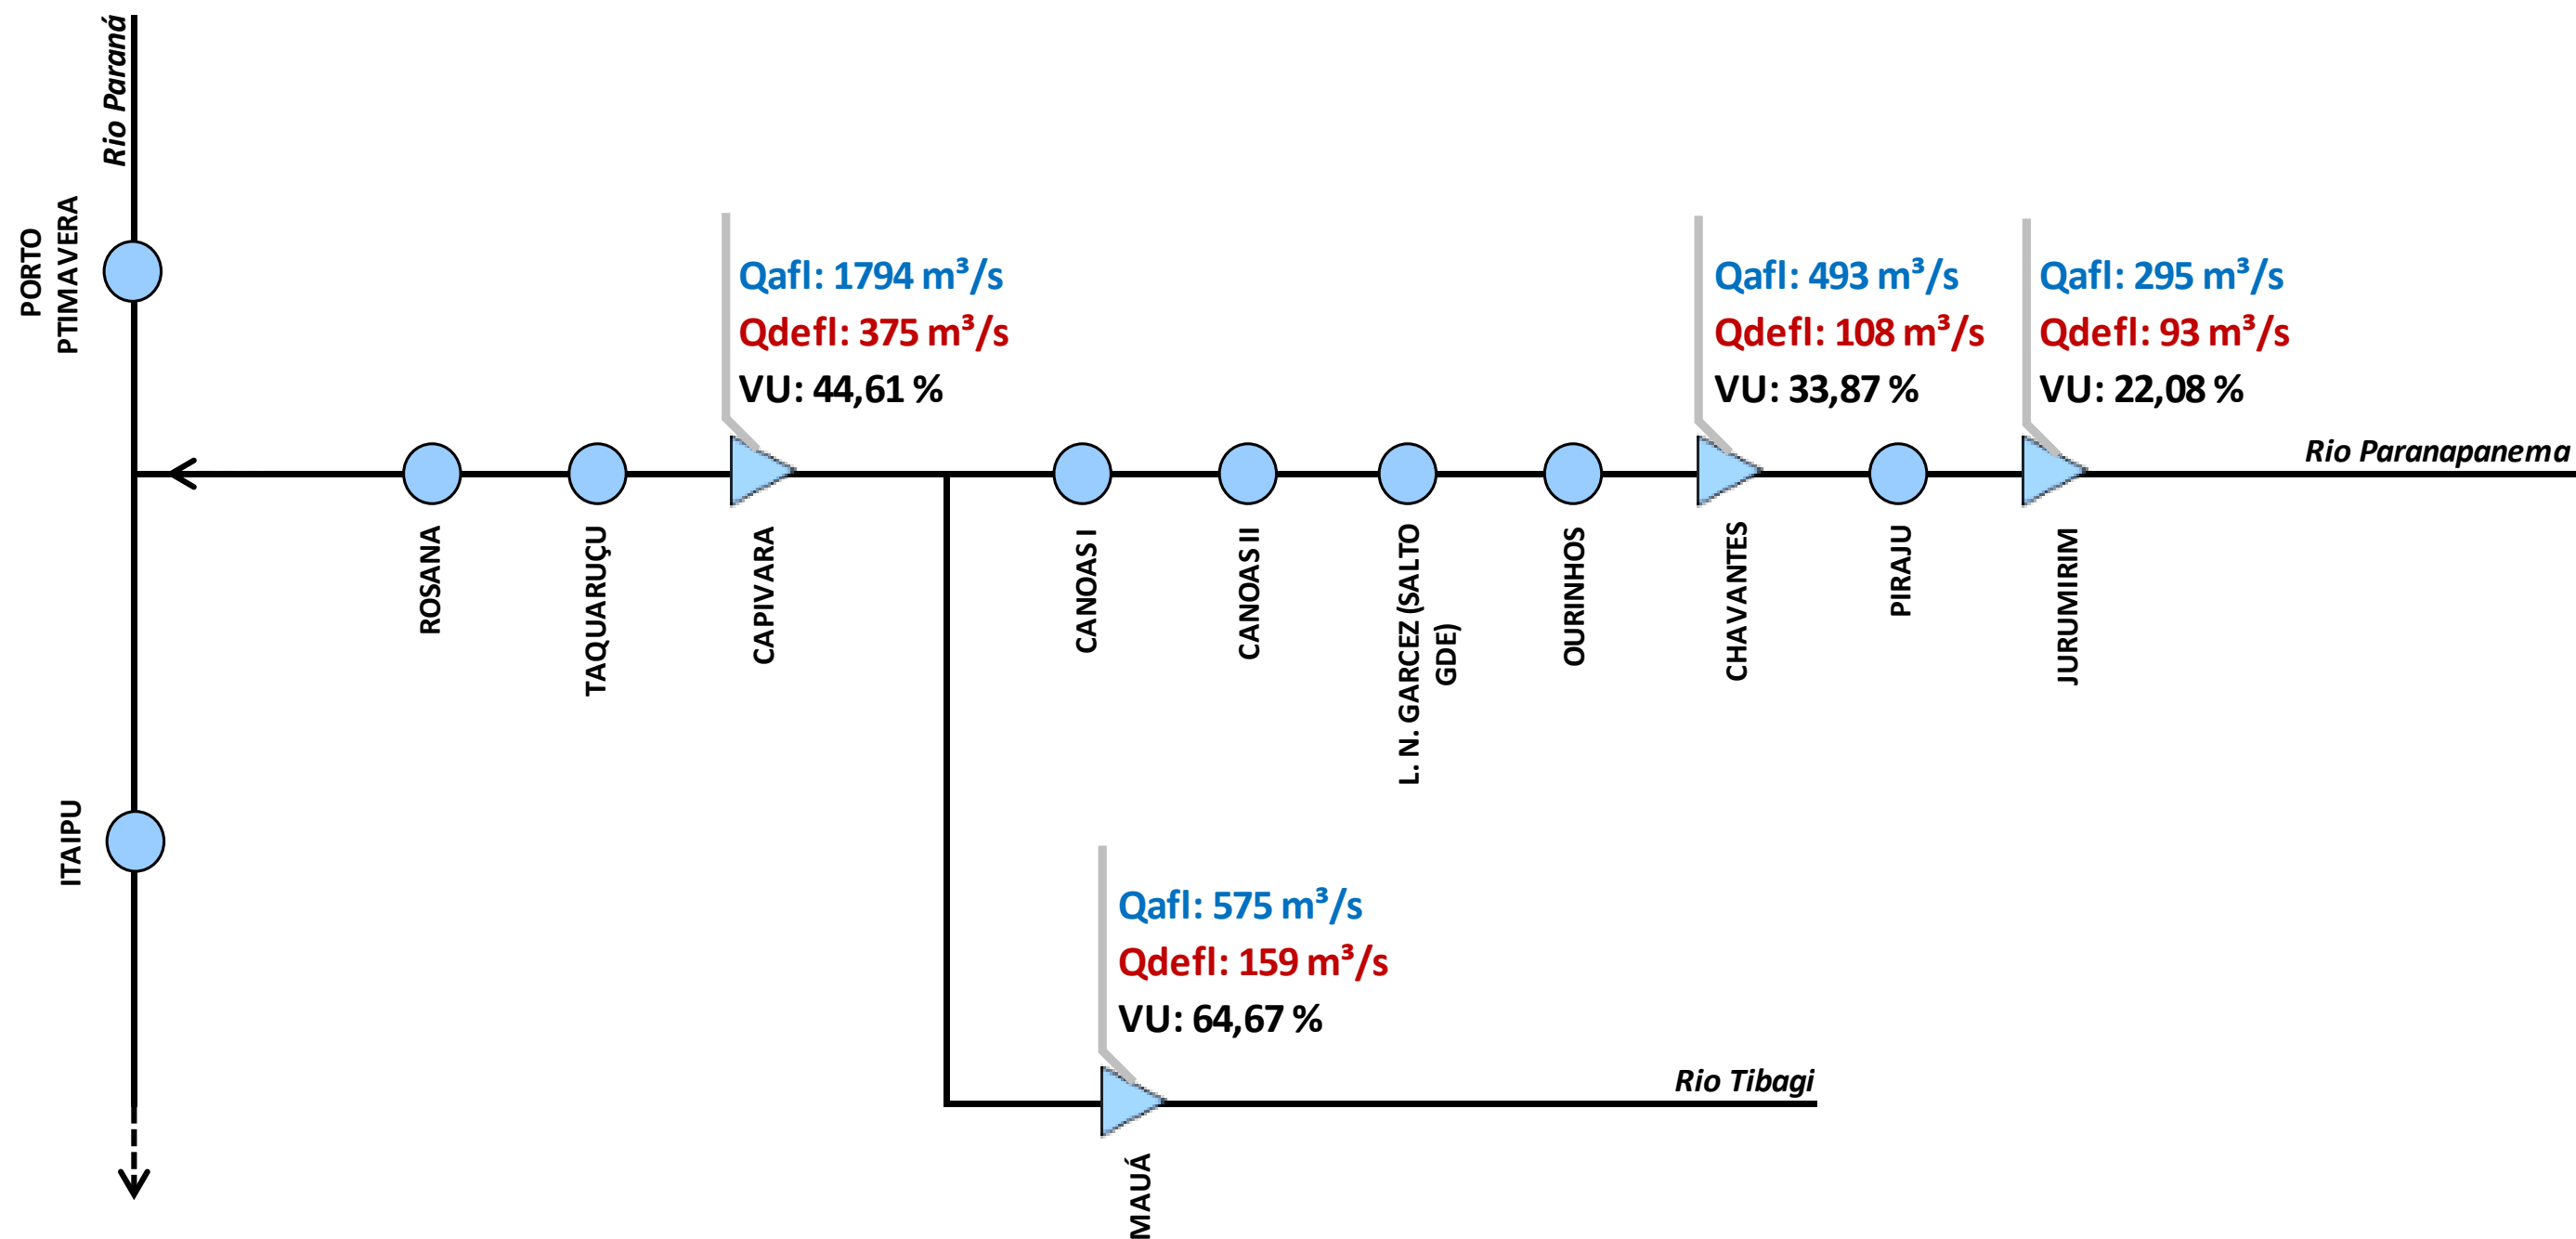 Rio Paraná
PORTO
PTIMAVERA
Qafl: 1794 m³/s
Qdefl: 375 m³/s
VU: 44,61 %
Qafl: 493 m³/s
Qdefl: 108 m³/s
VU: 33,87 %
Qafl: 295 m³/s
Qdefl: 93 m³/s
VU: 22,08 %
Rio Paranapanema
ROSANA
TAQUARUÇU
CAPIVARA
CANOAS I
CANOAS II
L. N. GARCEZ (SALTO
GDE)
OURINHOS
CHAVANTES
PIRAJU
JURUMIRIM
ITAIPU
Qafl: 575 m³/s
Qdefl: 159 m³/s
VU: 64,67 %
Rio Tibagi
MAUÁ